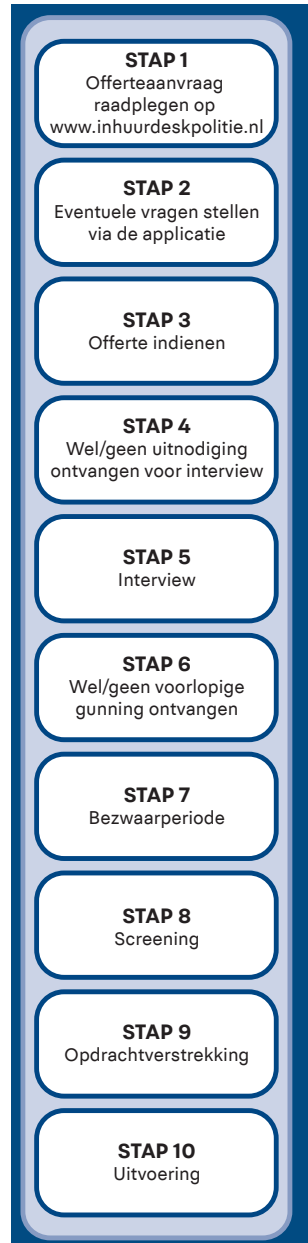 STAP 1
Offerteaanvraag
raadplegen op
www.inhuurdeskpolitie.nl
STAP 2
Eventuele vragen stellen
via de applicatie
STAP 3
Offerte indienen
STAP 4
Wel/geen uitnodiging
ontvangen voor interview
STAP 5
Interview
STAP 6
Wel/geen voorlopige
gunning ontvangen
STAP 7
Bezwaarperiode
STAP 8
Screening
STAP 9
Opdrachtverstrekking
STAP 10
Uitvoering